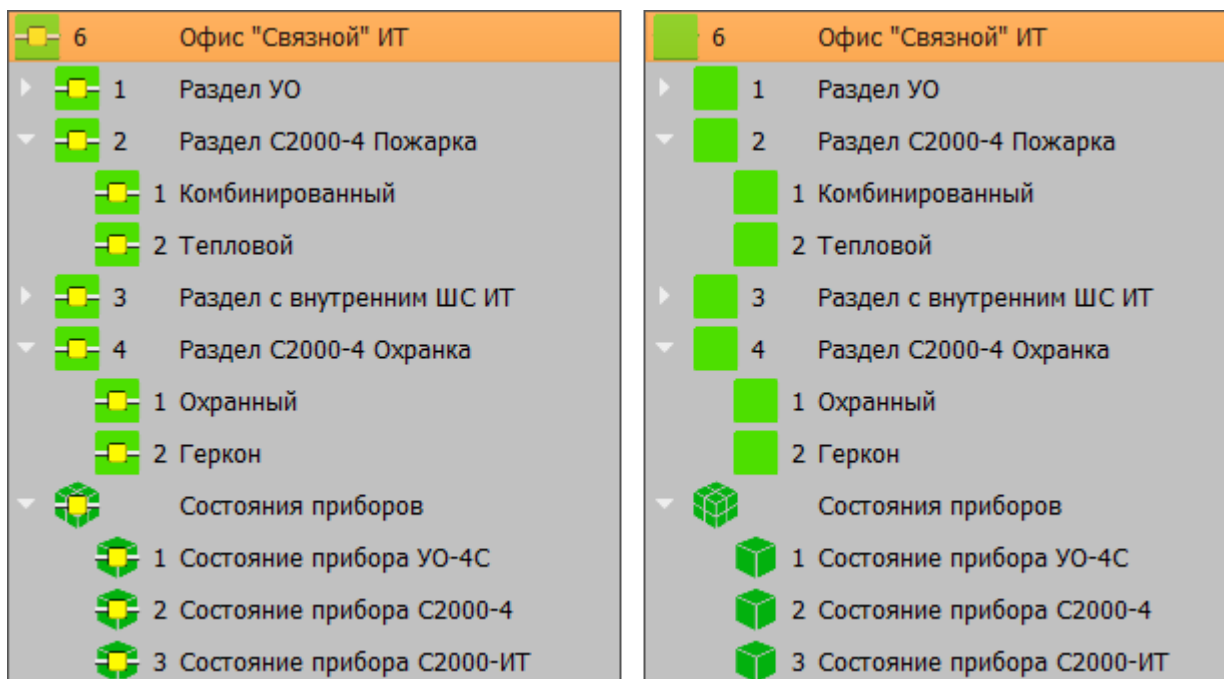 6 Офис "Связной" ИТ
1 Раздел УО
2 Раздел С2000-4 Пожарка
1 Комбинированный
2 Тепловой
3 Раздел с внутренним ШС ИТ
4 Раздел С2000-4 Охранка
1 Охранный
2 Геркон
Состояния приборов
1 Состояние прибора УО-4С
2 Состояние прибора С2000-4
3 Состояние прибора С2000-ИТ
6 Офис "Связной" ИТ
1 Раздел УО
2 Раздел С2000-4 Пожарка
1 Комбинированный
2 Тепловой
3 Раздел с внутренним ШС ИТ
4 Раздел С2000-4 Охранка
1 Охранный
2 Геркон
Состояния приборов
1 Состояние прибора УО-4С
2 Состояние прибора С2000-4
3 Состояние прибора С2000-ИТ